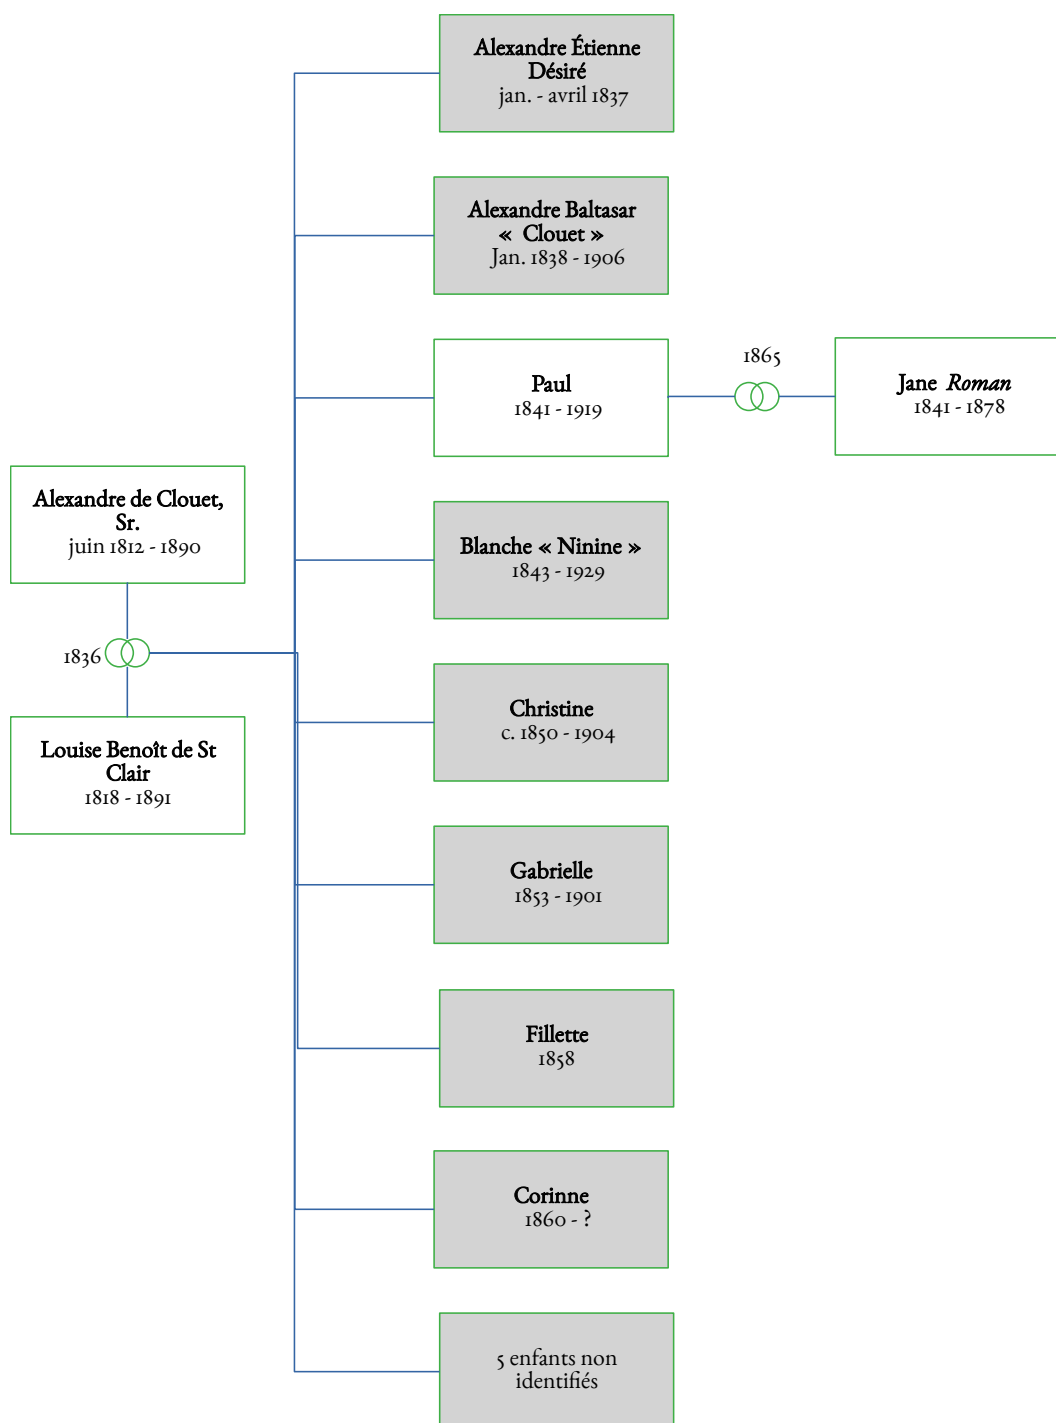 Alexandre Étienne
Désiré
jan. - avril 1837
Alexandre Baltasar
« Clouet »
Jan. 1838 - 1906
Paul
1841 - 1919
1865
Jane Roman
1841 - 1878
Alexandre de Clouet,
Sr.
juin 1812 - 1890
1836
Louise Benoît de St
Clair
1818 - 1891
Blanche « Ninine »
1843 - 1929
Christine
c. 1850 - 1904
Gabrielle
1853 - 1901
Fillette
1858
Corinne
1860 - ?
5 enfants non
identifiés